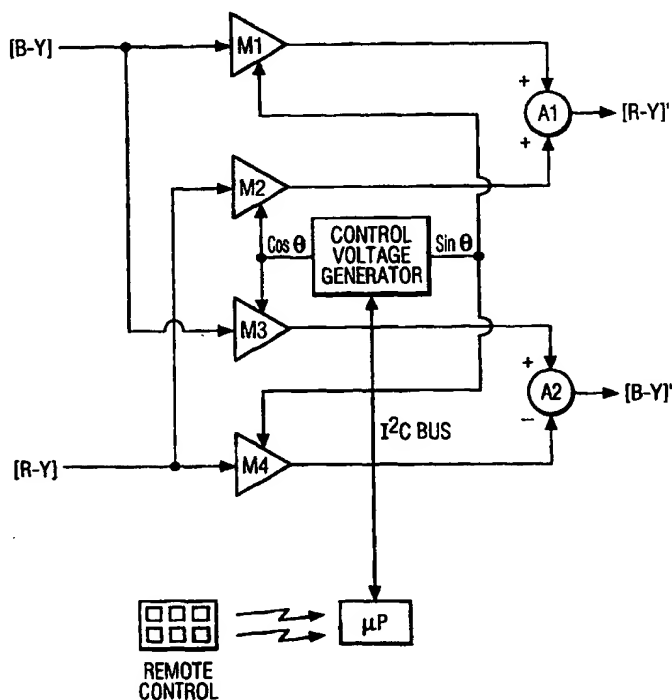 [B-Y]
M1
+
A1
[R-Y]'
+
M2
Cos θ
CONTROL
VOLTAGE
GENERATOR
Sin θ
M3
+
A2
[B-Y]'
−
I²C BUS
[R-Y]
M4
μP
REMOTE
CONTROL